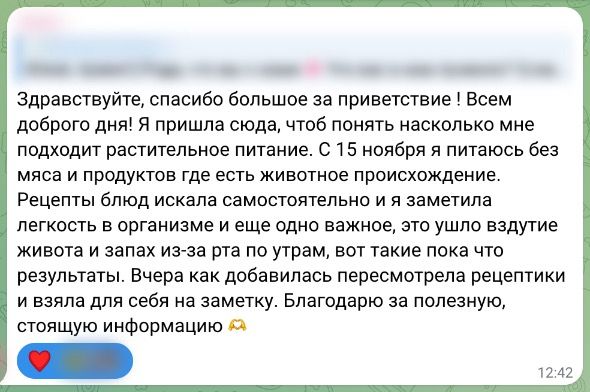 Здравствуйте, спасибо большое за приветствие ! Всем
доброго дня! Я пришла сюда, чтоб понять насколько мне
подходит растительное питание. С 15 ноября я питаюсь без
мяса и продуктов где есть животное происхождение.
Рецепты блюд искала самостоятельно и я заметила
легкость в организме и еще одно важное, это ушло вздутие
живота и запах из-за рта по утрам, вот такие пока что
результаты. Вчера как добавилась пересмотрела рецептики
и взяла для себя на заметку. Благодарю за полезную,
стоящую информацию 🫶
12:42